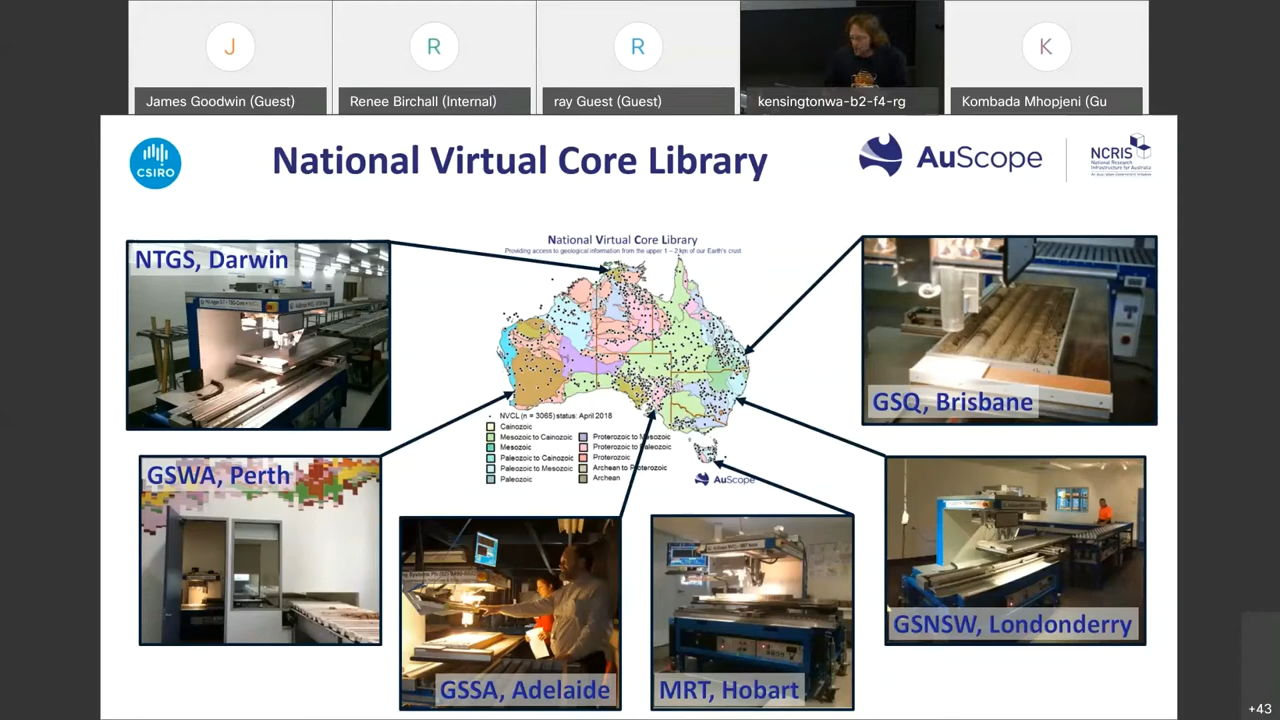 J
R
R
K
James Goodwin (Guest)
Renee Birchall (Internal)
ray Guest (Guest)
kensingtonwa-b2-f4-rg
Kombada Mhopjeni (Gu
CSIRO
National Virtual Core Library
AuScope
NCRIS
National Research
Infrastructure for Australia
An Australian Government Initiative
National Virtual Core Library
Providing access to geological information from the upper 1 – 2 km of our Earth's crust
NTGS, Darwin
GSQ, Brisbane
NVCL (n = 3065) status: April 2018
Cainozoic
Mesozoic to Cainozoic
Mesozoic
Paleozoic to Cainozoic
Paleozoic to Mesozoic
Paleozoic
Proterozoic to Mesozoic
Proterozoic to Paleozoic
Proterozoic
Archean to Proterozoic
Archean
AuScope
GSWA, Perth
GSSA, Adelaide
MRT, Hobart
GSNSW, Londonderry
+43